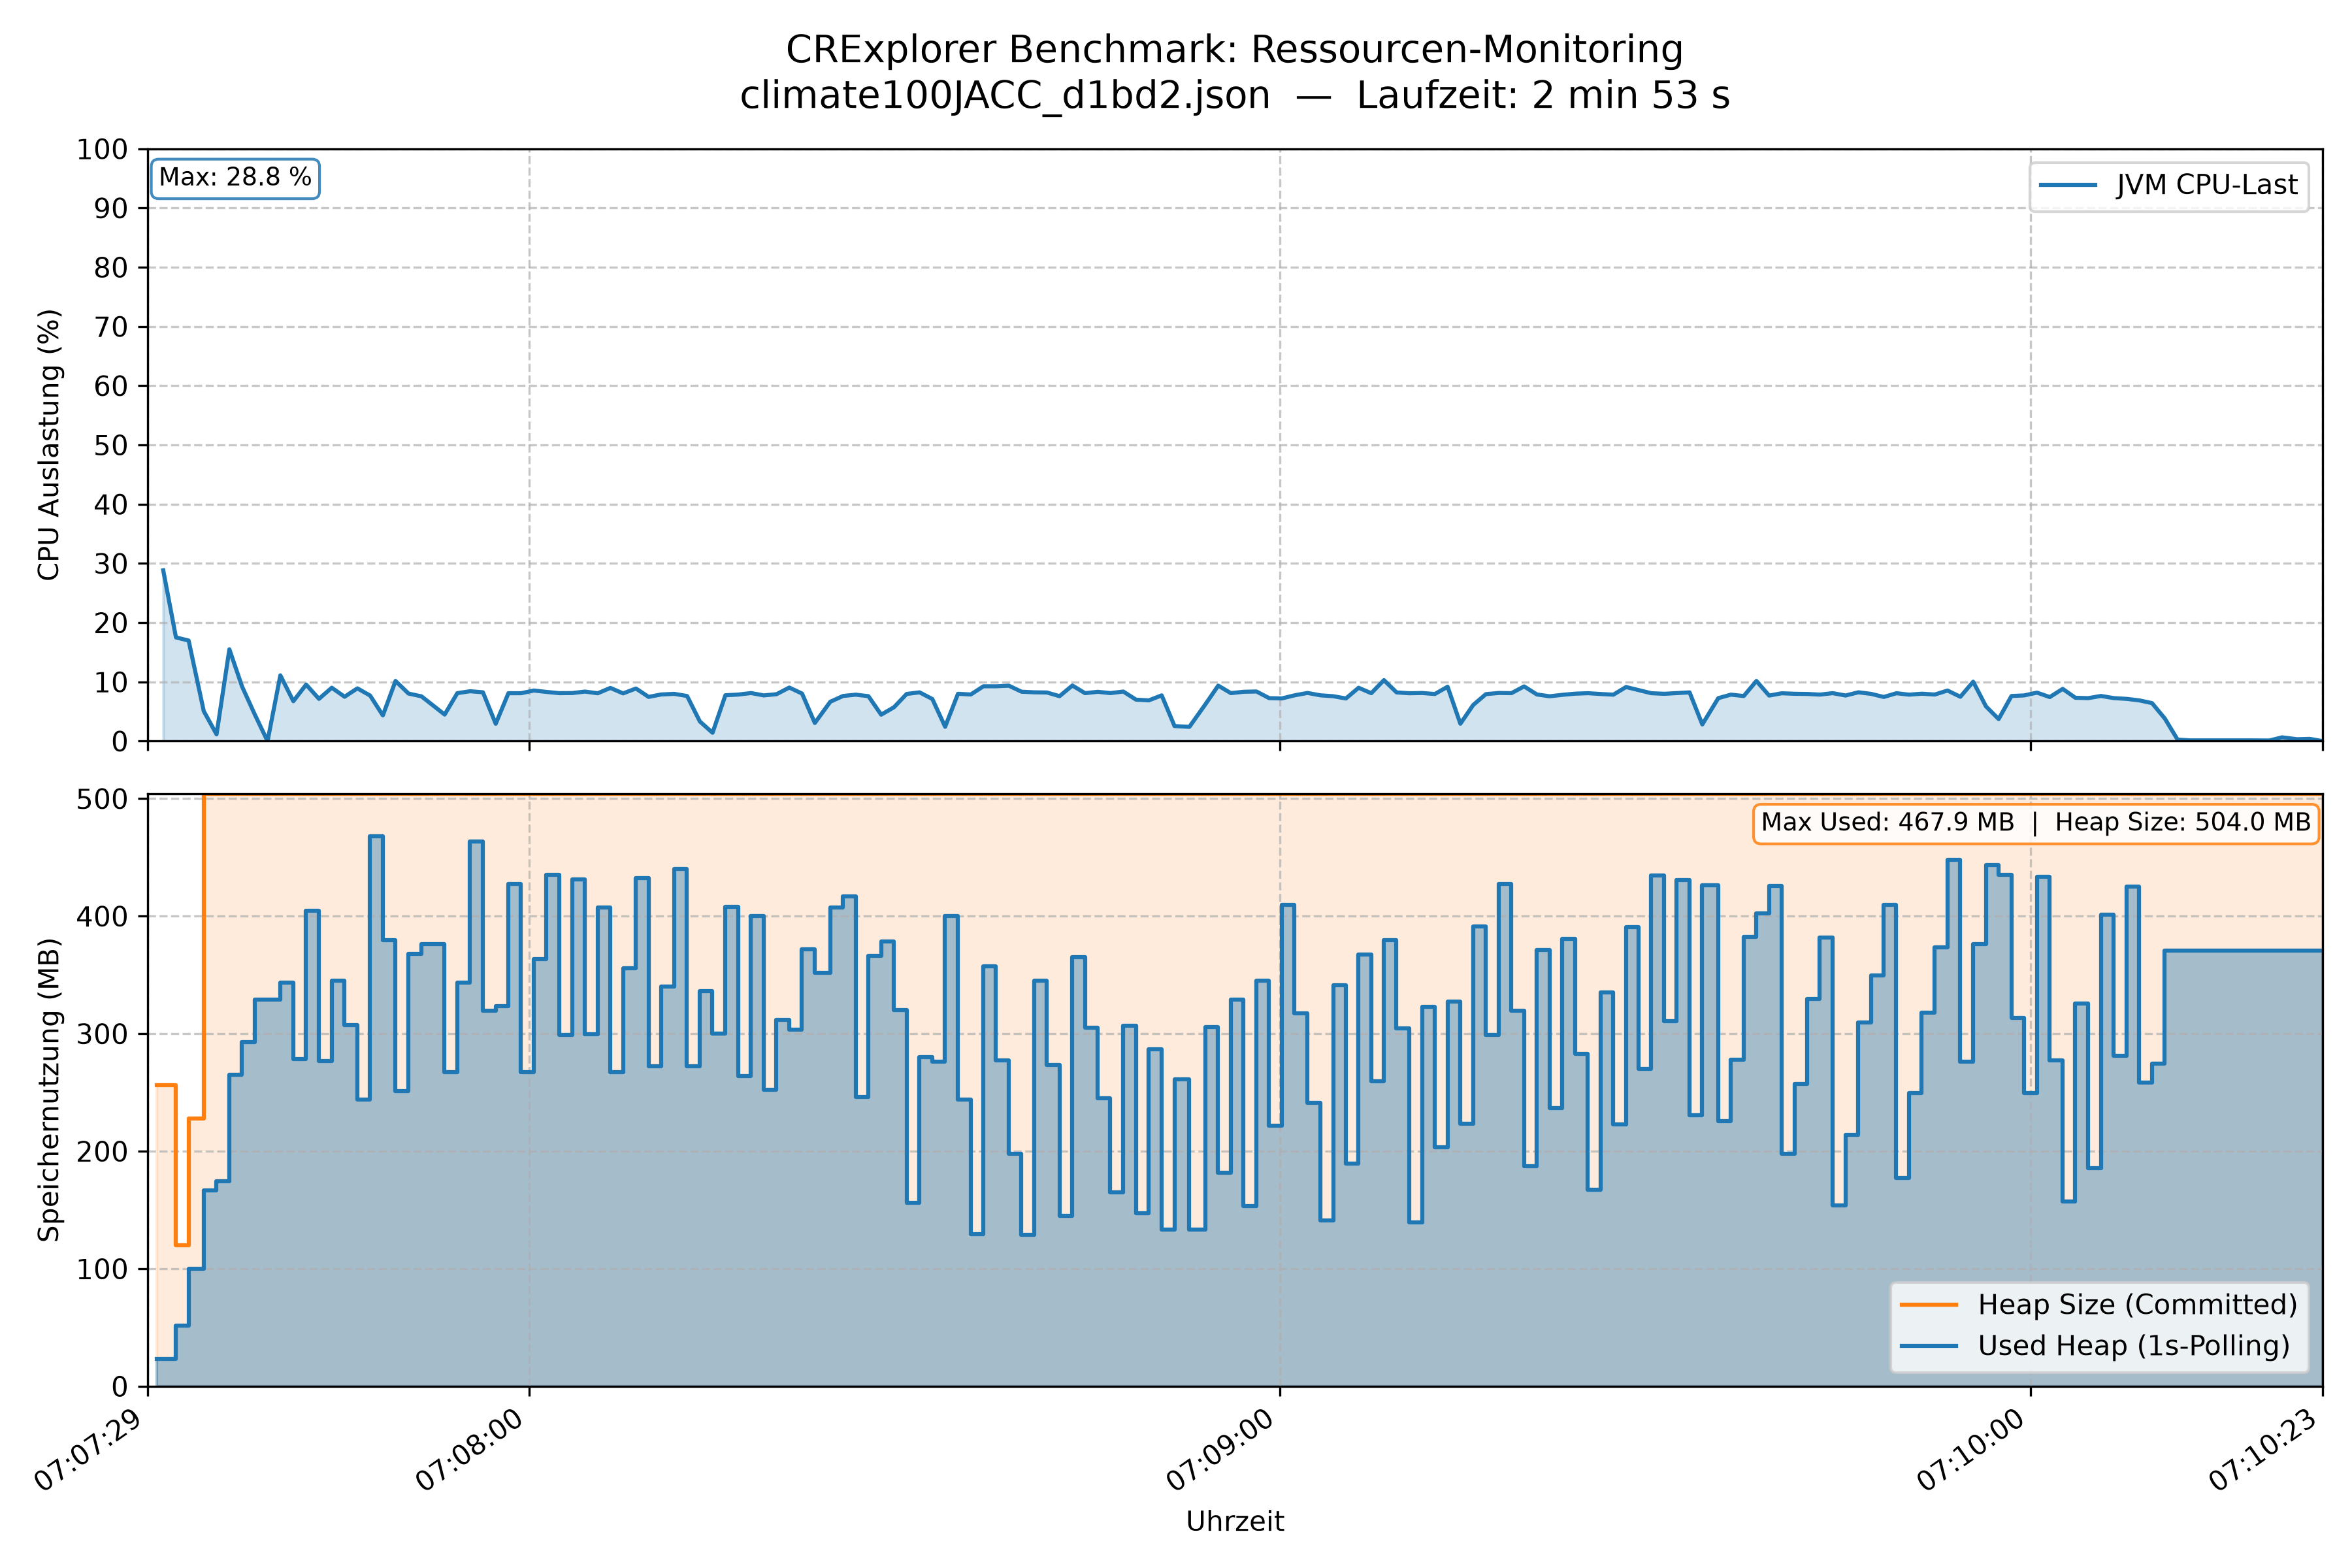 CRExplorer Benchmark: Ressourcen-Monitoring
climate100JACC_d1bd2.json — Laufzeit: 2 min 53 s
Max: 28.8 %
JVM CPU-Last
CPU Auslastung (%)
100
90
80
70
60
50
40
30
20
10
0
Max Used: 467.9 MB | Heap Size: 504.0 MB
Speichernutzung (MB)
500
400
300
200
100
0
Heap Size (Committed)
Used Heap (1s-Polling)
07:07:29
07:08:00
07:09:00
07:10:00
07:10:23
Uhrzeit